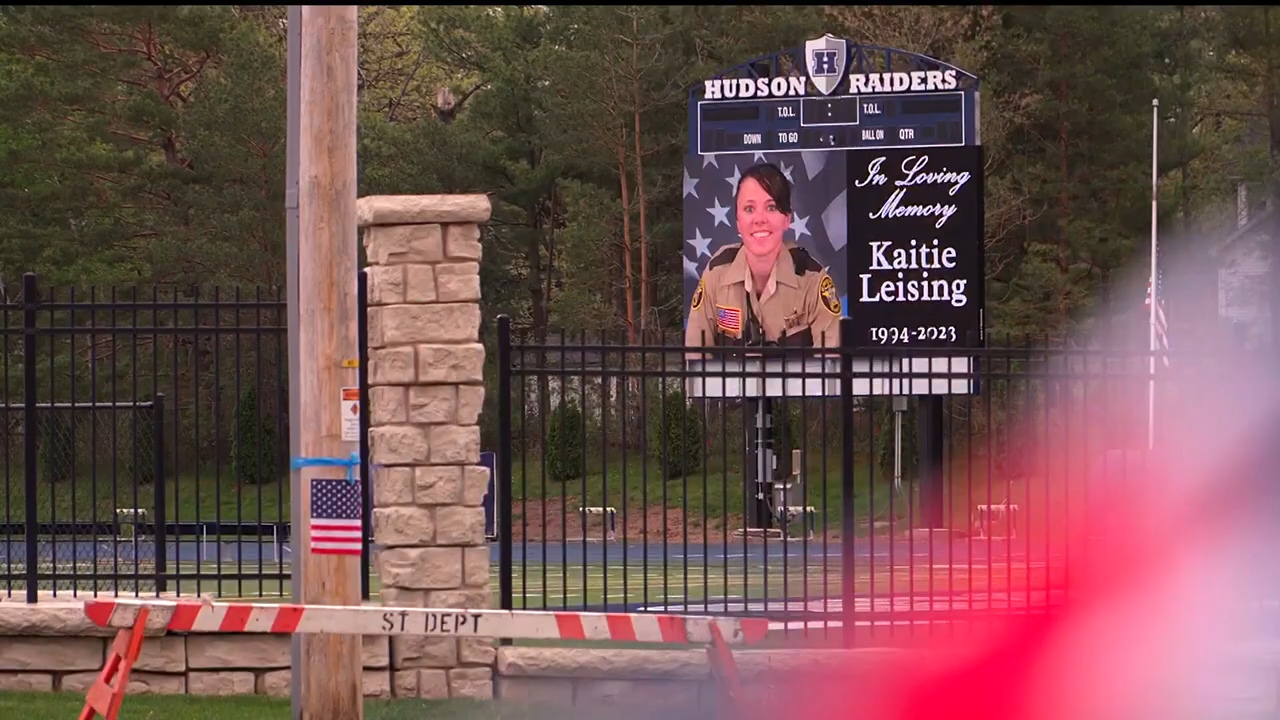 HUDSON H RAIDERS
T.O.L. : T.O.L.
DOWN TO GO BALL ON QTR
In Loving
Memory
Kaitie
Leising
1994-2023
ST DEPT